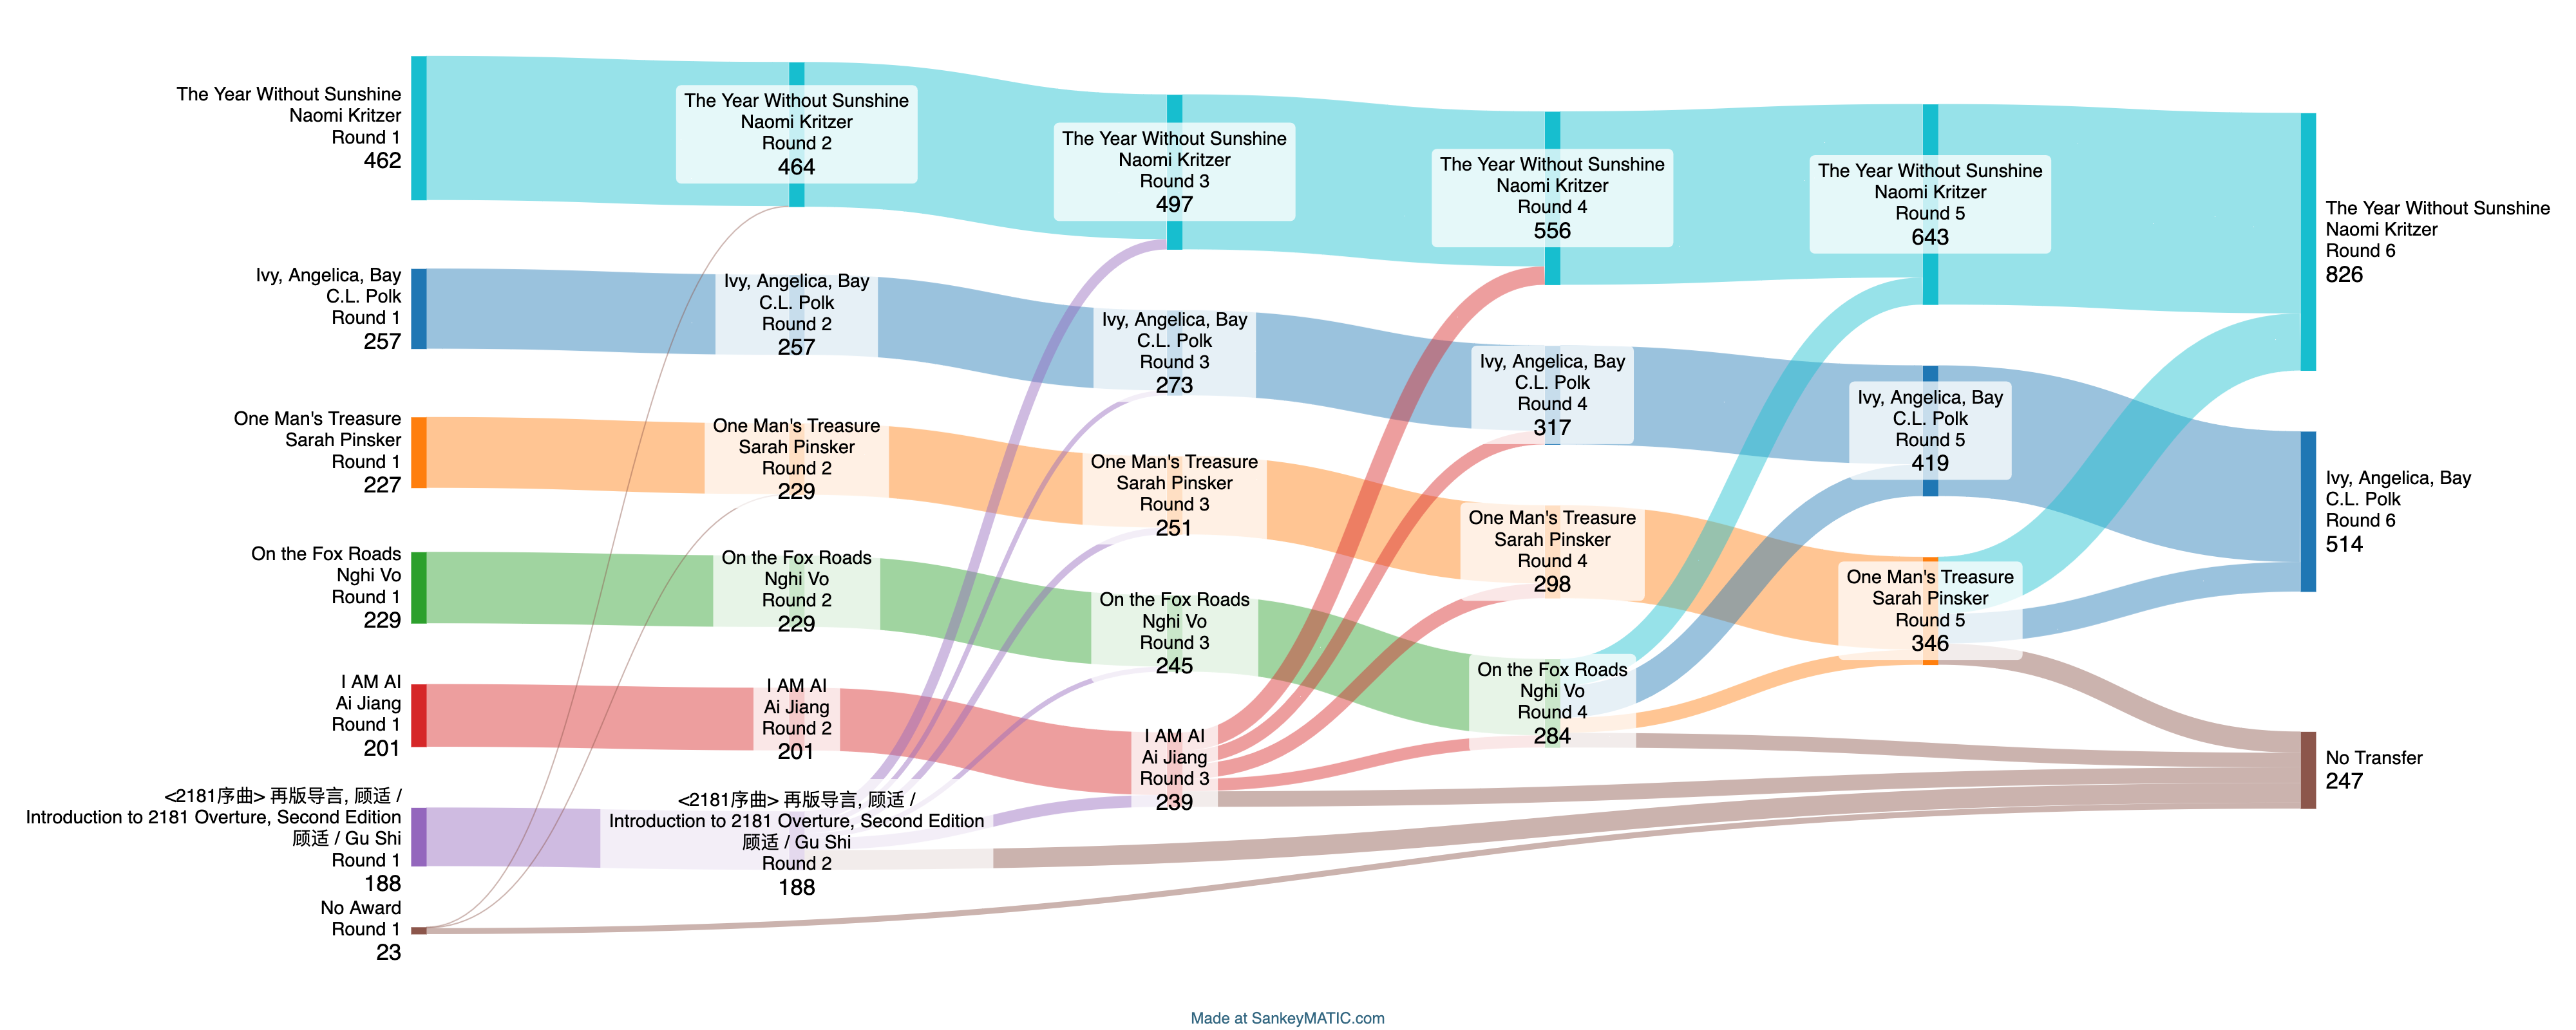 The Year Without Sunshine
Naomi Kritzer
Round 1
462
Ivy, Angelica, Bay
C.L. Polk
Round 1
257
One Man's Treasure
Sarah Pinsker
Round 1
227
On the Fox Roads
Nghi Vo
Round 1
229
I AM AI
Ai Jiang
Round 1
201
<2181序曲> 再版导言, 顾适 /
Introduction to 2181 Overture, Second Edition
顾适 / Gu Shi
Round 1
188
No Award
Round 1
23
The Year Without Sunshine
Naomi Kritzer
Round 2
464
Ivy, Angelica, Bay
C.L. Polk
Round 2
257
One Man's Treasure
Sarah Pinsker
Round 2
229
On the Fox Roads
Nghi Vo
Round 2
229
I AM AI
Ai Jiang
Round 2
201
<2181序曲> 再版导言, 顾适 /
Introduction to 2181 Overture, Second Edition
顾适 / Gu Shi
Round 2
188
The Year Without Sunshine
Naomi Kritzer
Round 3
497
Ivy, Angelica, Bay
C.L. Polk
Round 3
273
One Man's Treasure
Sarah Pinsker
Round 3
251
On the Fox Roads
Nghi Vo
Round 3
245
I AM AI
Ai Jiang
Round 3
239
The Year Without Sunshine
Naomi Kritzer
Round 4
556
Ivy, Angelica, Bay
C.L. Polk
Round 4
317
One Man's Treasure
Sarah Pinsker
Round 4
298
On the Fox Roads
Nghi Vo
Round 4
284
The Year Without Sunshine
Naomi Kritzer
Round 5
643
Ivy, Angelica, Bay
C.L. Polk
Round 5
419
One Man's Treasure
Sarah Pinsker
Round 5
346
The Year Without Sunshine
Naomi Kritzer
Round 6
826
Ivy, Angelica, Bay
C.L. Polk
Round 6
514
No Transfer
247
Made at SankeyMATIC.com